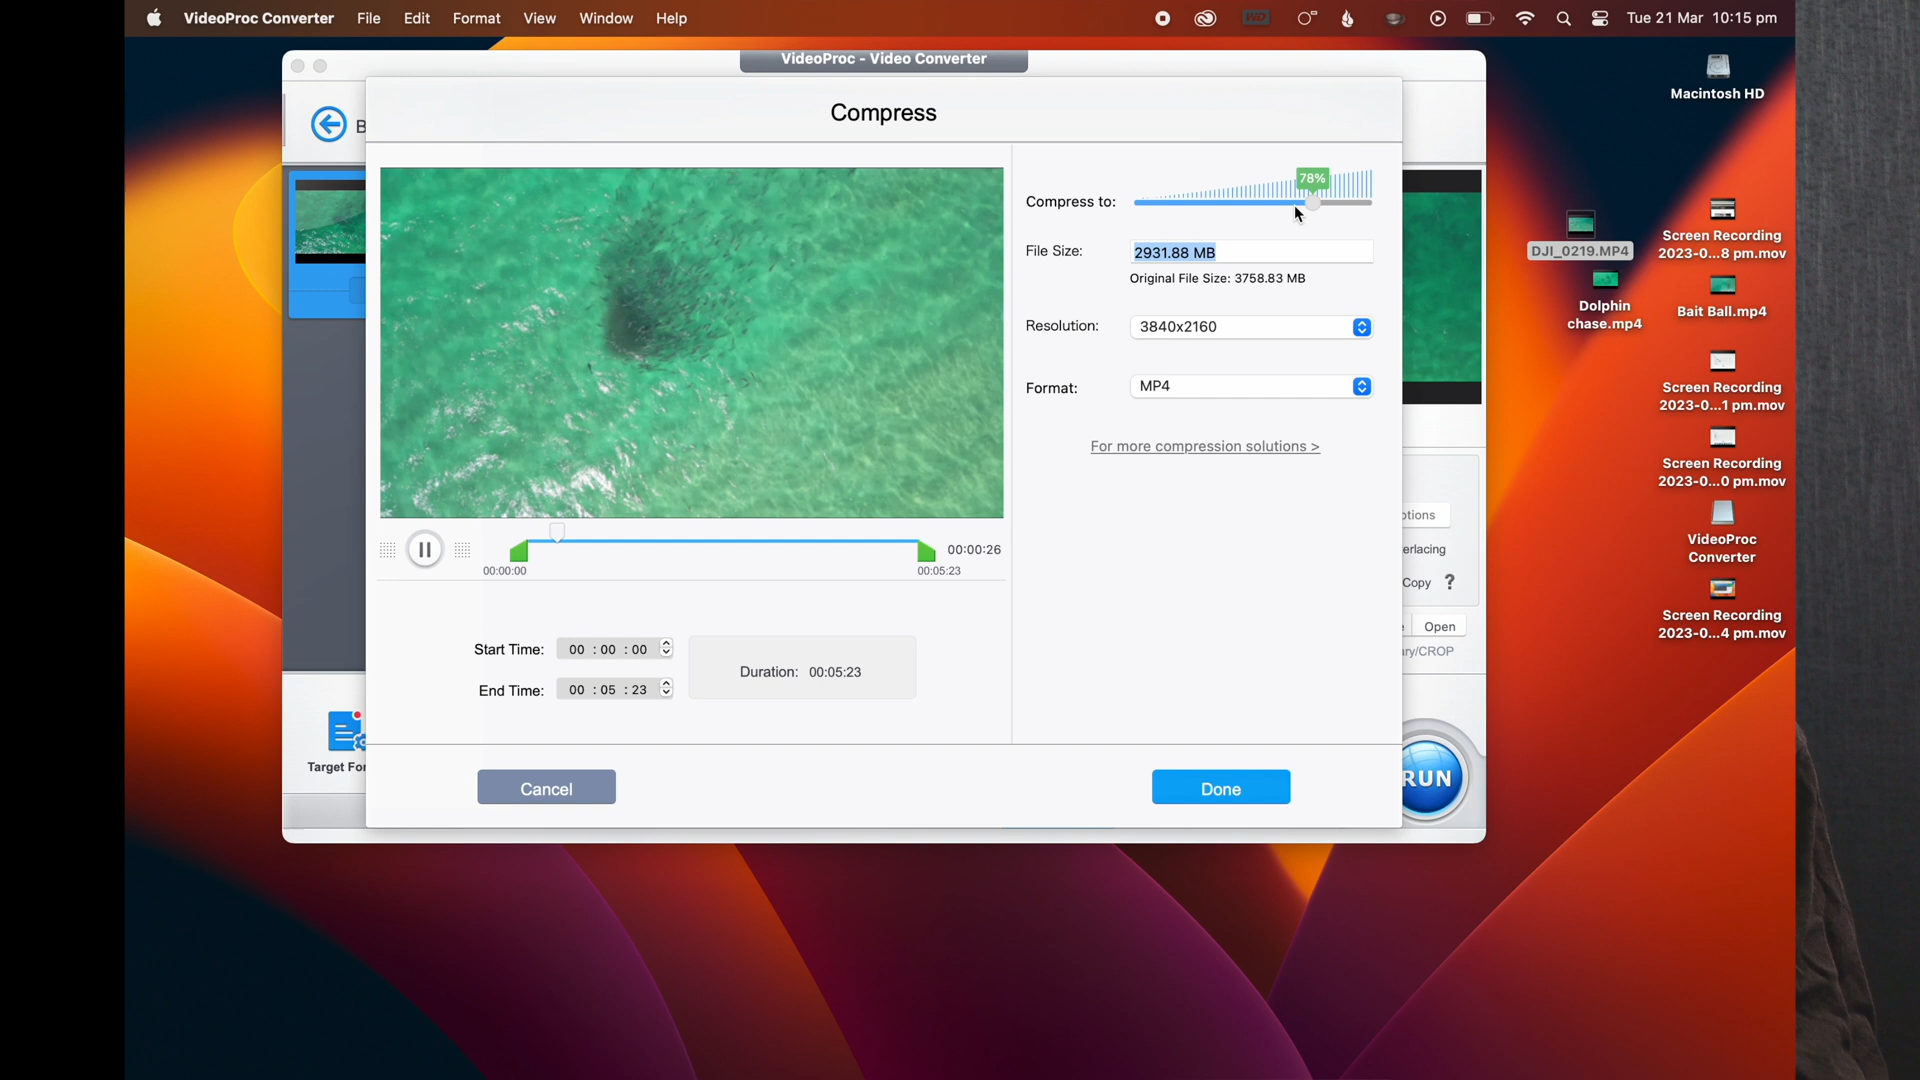 VideoProc Converter File Edit Format View Window Help
Tue 21 Mar 10:15 pm
VideoProc - Video Converter
Compress
B
78%
Compress to:
File Size: 2931.88 MB
Original File Size: 3758.83 MB
Resolution: 3840x2160
Format: MP4
For more compression solutions >
00:00:26
00:00:00
00:05:23
Start Time: 00 : 00 : 00
End Time: 00 : 05 : 23
Duration: 00:05:23
Cancel
Done
Target For
otions
erlacing
Copy ?
e Open
ary/CROP
RUN
Macintosh HD
DJI_0219.MP4
Dolphin
chase.mp4
Screen Recording
2023-0...8 pm.mov
Bait Ball.mp4
Screen Recording
2023-0...1 pm.mov
Screen Recording
2023-0...0 pm.mov
VideoProc
Converter
Screen Recording
2023-0...4 pm.mov